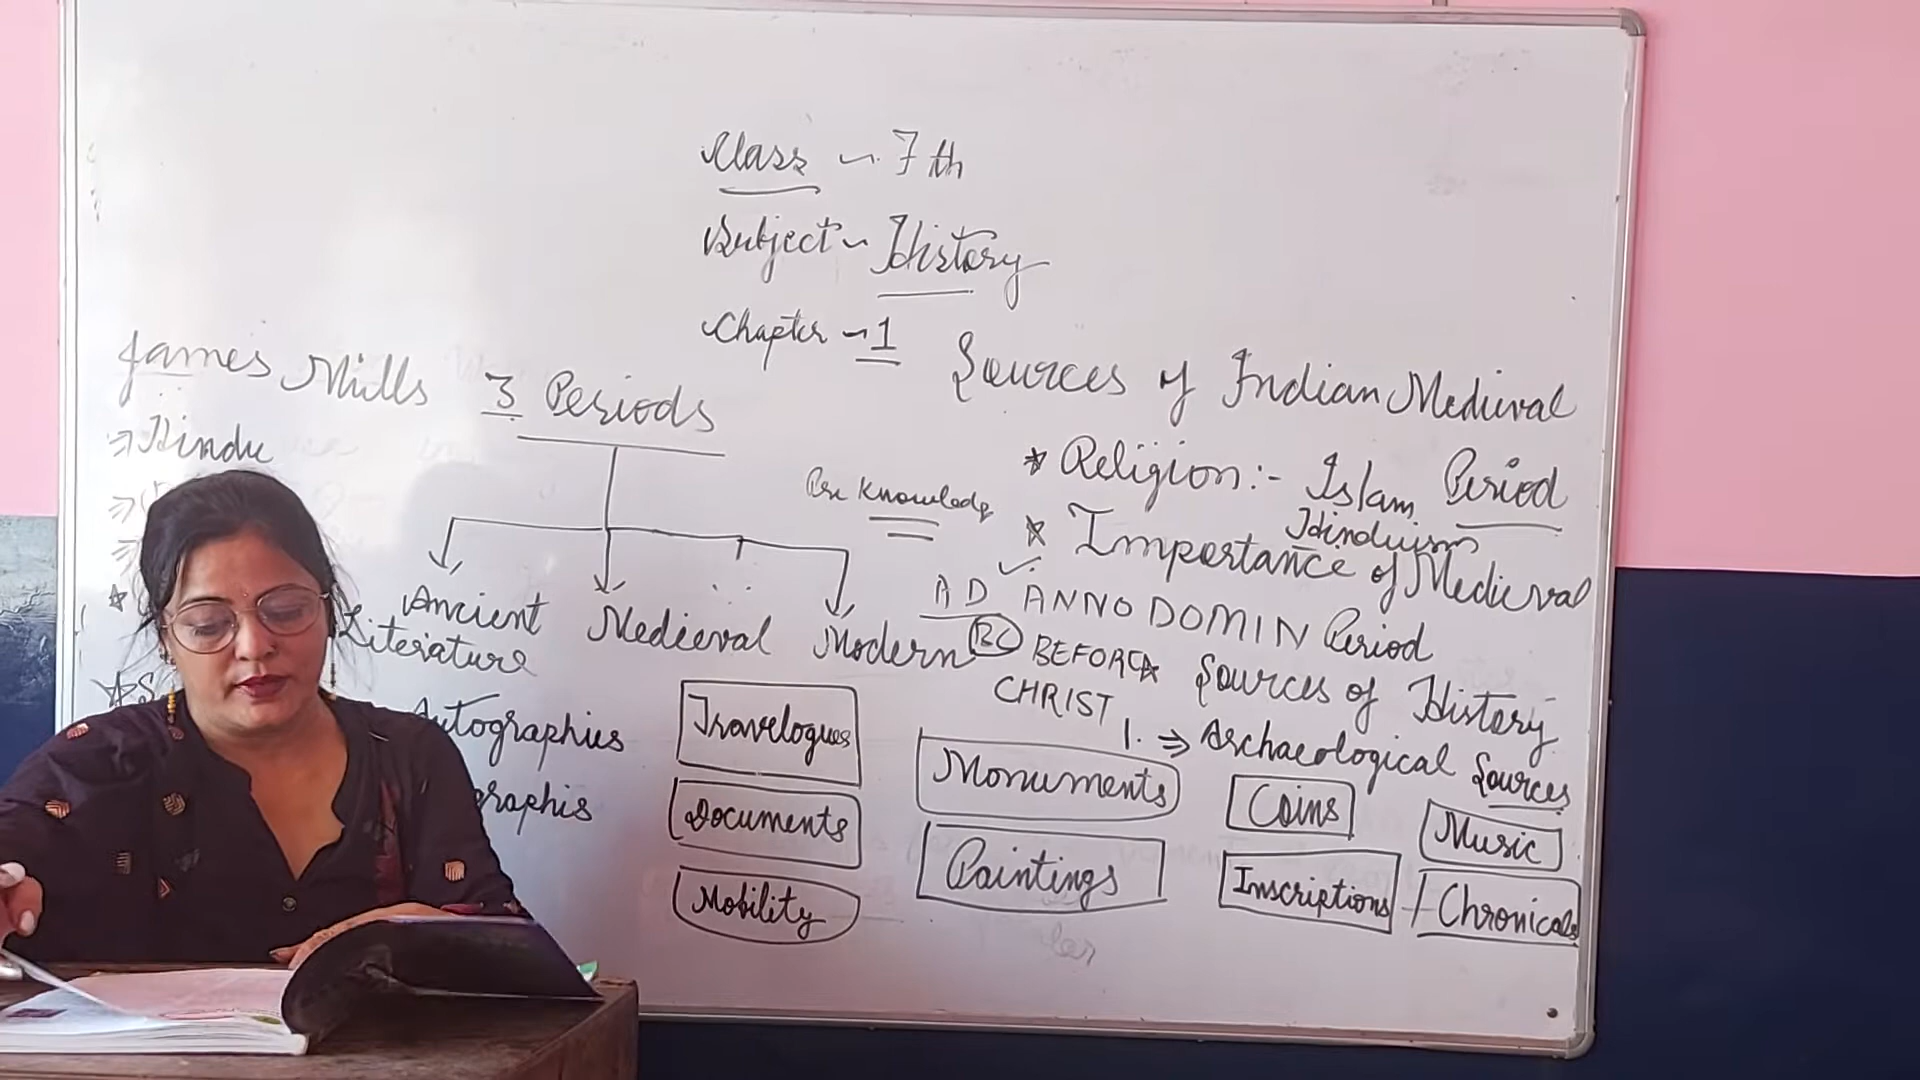 Class ~ 7th
Subject ~ History
Chapter ~ 1
Sources of Indian Medieval
Period
James Mills 3 Periods
⇒ Hindu
Ancient Medieval Modern
Literature
Autographies
graphis
Travelogues
Documents
Mobility
Pre Knowledge
* Religion:- Islam
Hinduism
* Importance of Medieval
Period
AD ANNO DOMIN
BC BEFORE
CHRIST
* Sources of History
1. ⇒ Archaeological Sources
Monuments
Coins
Music
Paintings
Inscriptions
Chronicals